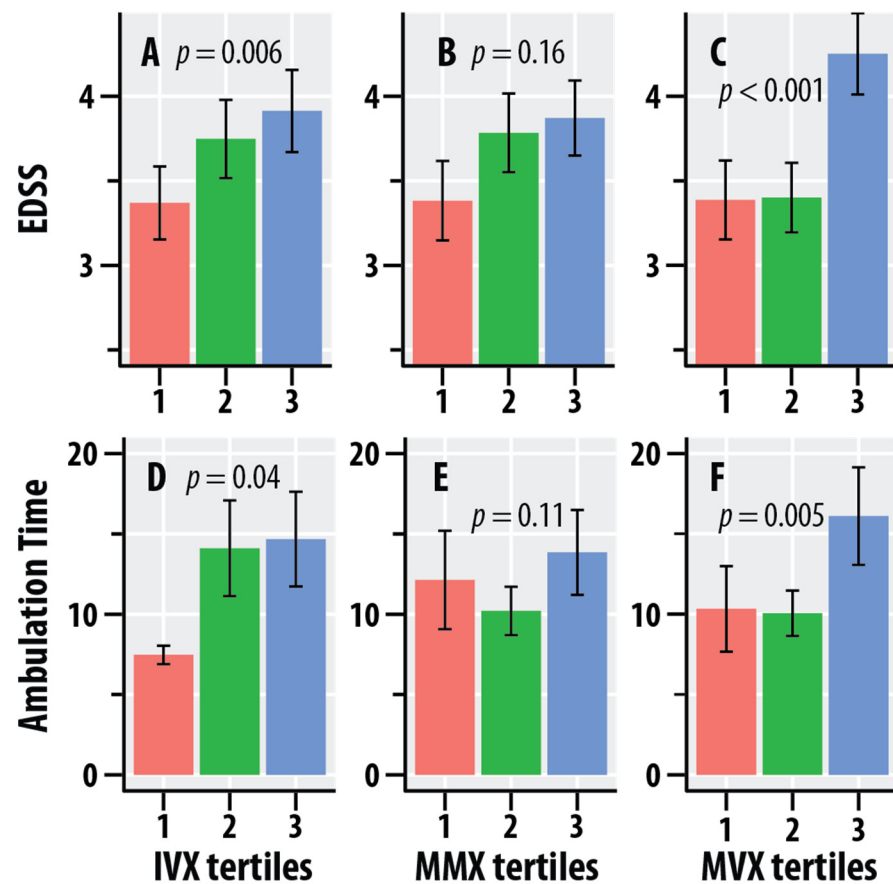 A p = 0.006
B p = 0.16
C
p < 0.001
EDSS
4
3
4
3
4
3
1 2 3
1 2 3
1 2 3
D p = 0.04
E
p = 0.11
F
p = 0.005
Ambulation Time
20
10
0
20
10
0
20
10
0
1 2 3
1 2 3
1 2 3
IVX tertiles
MMX tertiles
MVX tertiles